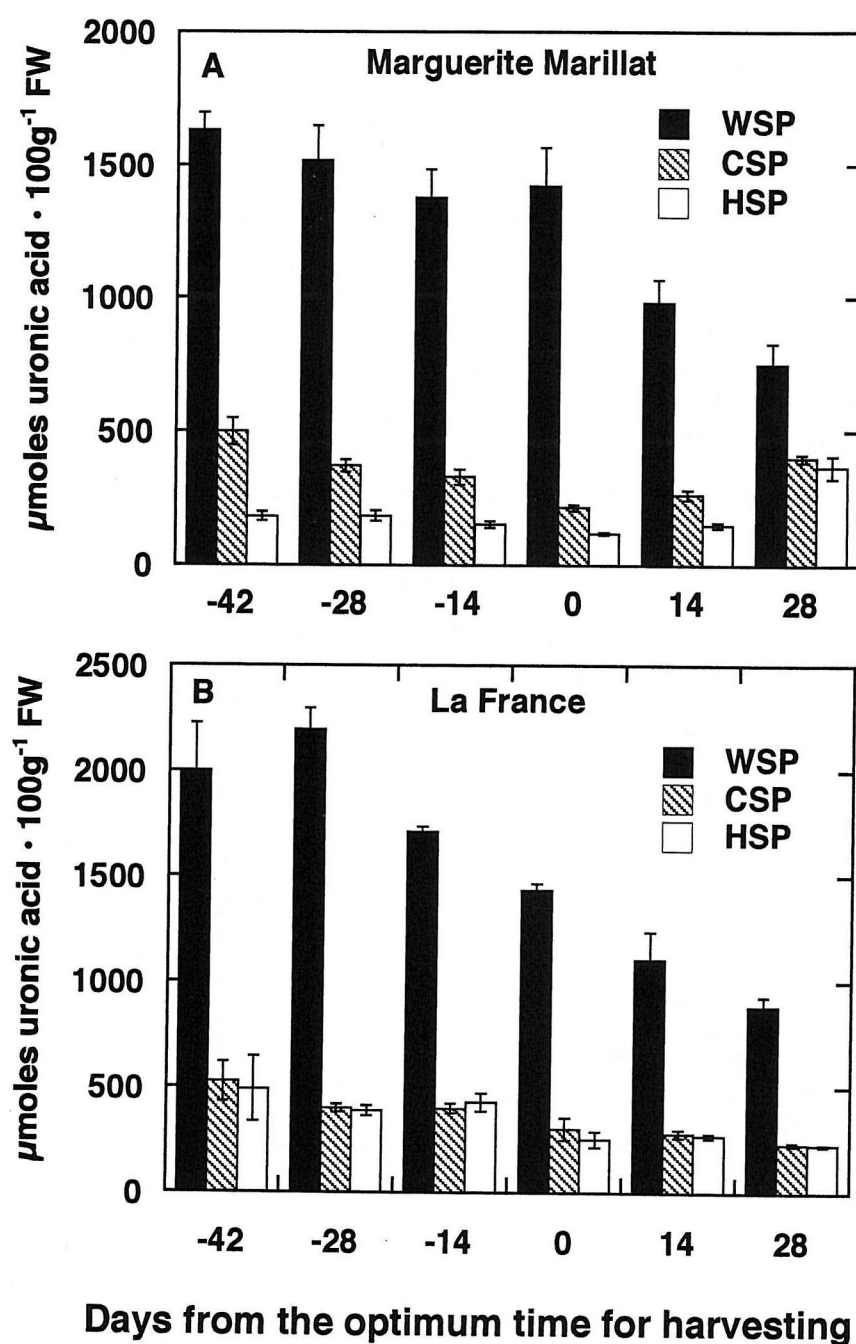 A Marguerite Marillat
WSP
CSP
HSP
2000
1500
1000
500
0
µmoles uronic acid · 100g⁻¹ FW
-42 -28 -14 0 14 28
B La France
WSP
CSP
HSP
2500
2000
1500
1000
500
0
µmoles uronic acid · 100g⁻¹ FW
-42 -28 -14 0 14 28
Days from the optimum time for harvesting